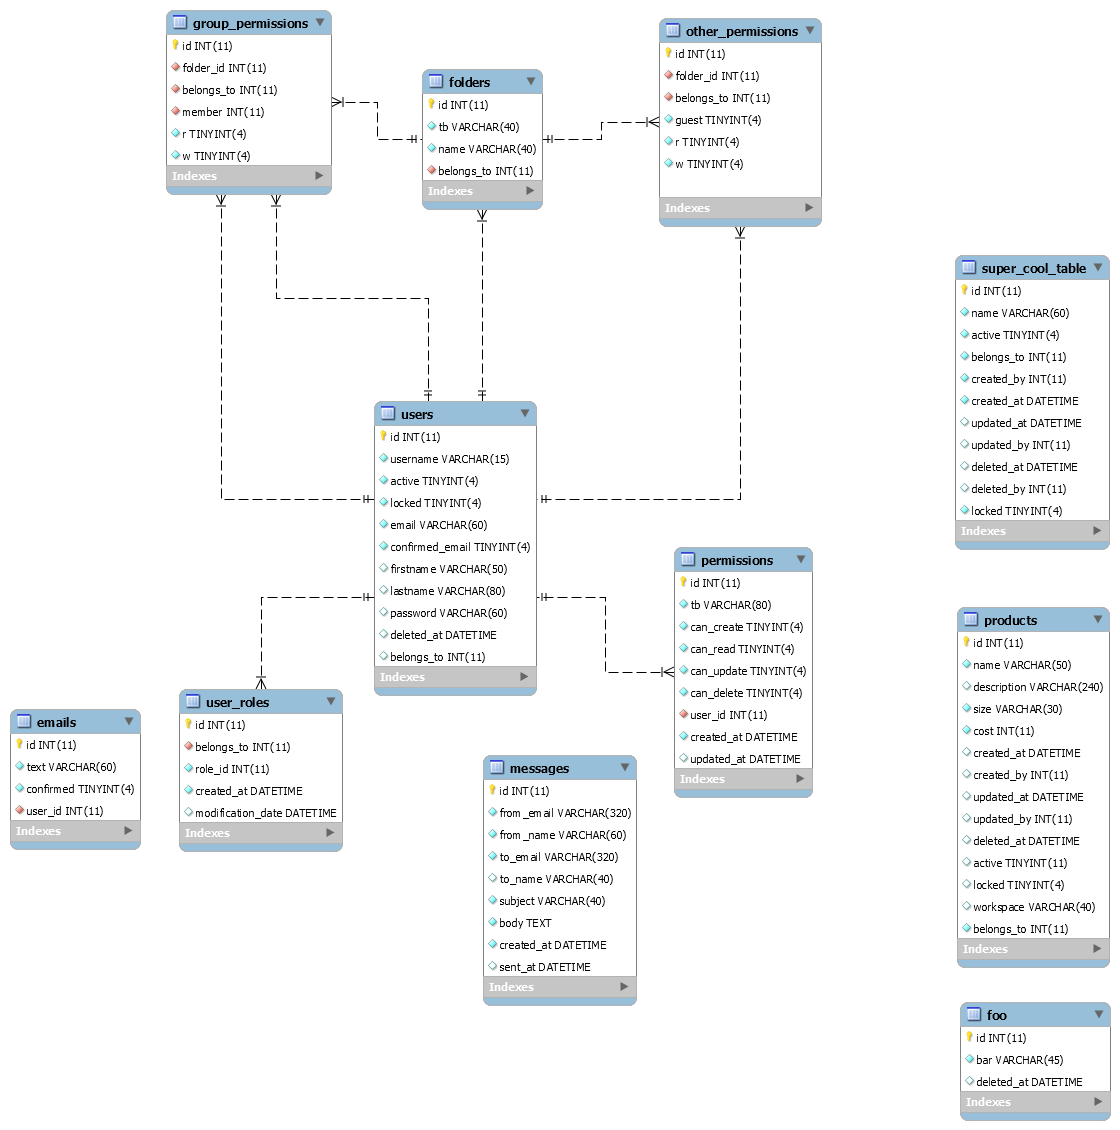 group_permissions
id INT(11)
folder_id INT(11)
belongs_to INT(11)
member INT(11)
r TINYINT(4)
w TINYINT(4)
Indexes
folders
id INT(11)
tb VARCHAR(40)
name VARCHAR(40)
belongs_to INT(11)
Indexes
other_permissions
id INT(11)
folder_id INT(11)
belongs_to INT(11)
guest TINYINT(4)
r TINYINT(4)
w TINYINT(4)
Indexes
super_cool_table
id INT(11)
name VARCHAR(60)
active TINYINT(4)
belongs_to INT(11)
created_by INT(11)
created_at DATETIME
updated_at DATETIME
updated_by INT(11)
deleted_at DATETIME
deleted_by INT(11)
locked TINYINT(4)
Indexes
users
id INT(11)
username VARCHAR(15)
active TINYINT(4)
locked TINYINT(4)
email VARCHAR(60)
confirmed_email TINYINT(4)
firstname VARCHAR(50)
lastname VARCHAR(80)
password VARCHAR(60)
deleted_at DATETIME
belongs_to INT(11)
Indexes
permissions
id INT(11)
tb VARCHAR(80)
can_create TINYINT(4)
can_read TINYINT(4)
can_update TINYINT(4)
can_delete TINYINT(4)
user_id INT(11)
created_at DATETIME
updated_at DATETIME
Indexes
products
id INT(11)
name VARCHAR(50)
description VARCHAR(240)
size VARCHAR(30)
cost INT(11)
created_at DATETIME
created_by INT(11)
updated_at DATETIME
updated_by INT(11)
deleted_at DATETIME
active TINYINT(11)
locked TINYINT(4)
workspace VARCHAR(40)
belongs_to INT(11)
Indexes
emails
id INT(11)
text VARCHAR(60)
confirmed TINYINT(4)
user_id INT(11)
Indexes
user_roles
id INT(11)
belongs_to INT(11)
role_id INT(11)
created_at DATETIME
modification_date DATETIME
Indexes
messages
id INT(11)
from_email VARCHAR(320)
from_name VARCHAR(60)
to_email VARCHAR(320)
to_name VARCHAR(40)
subject VARCHAR(40)
body TEXT
created_at DATETIME
sent_at DATETIME
Indexes
foo
id INT(11)
bar VARCHAR(45)
deleted_at DATETIME
Indexes